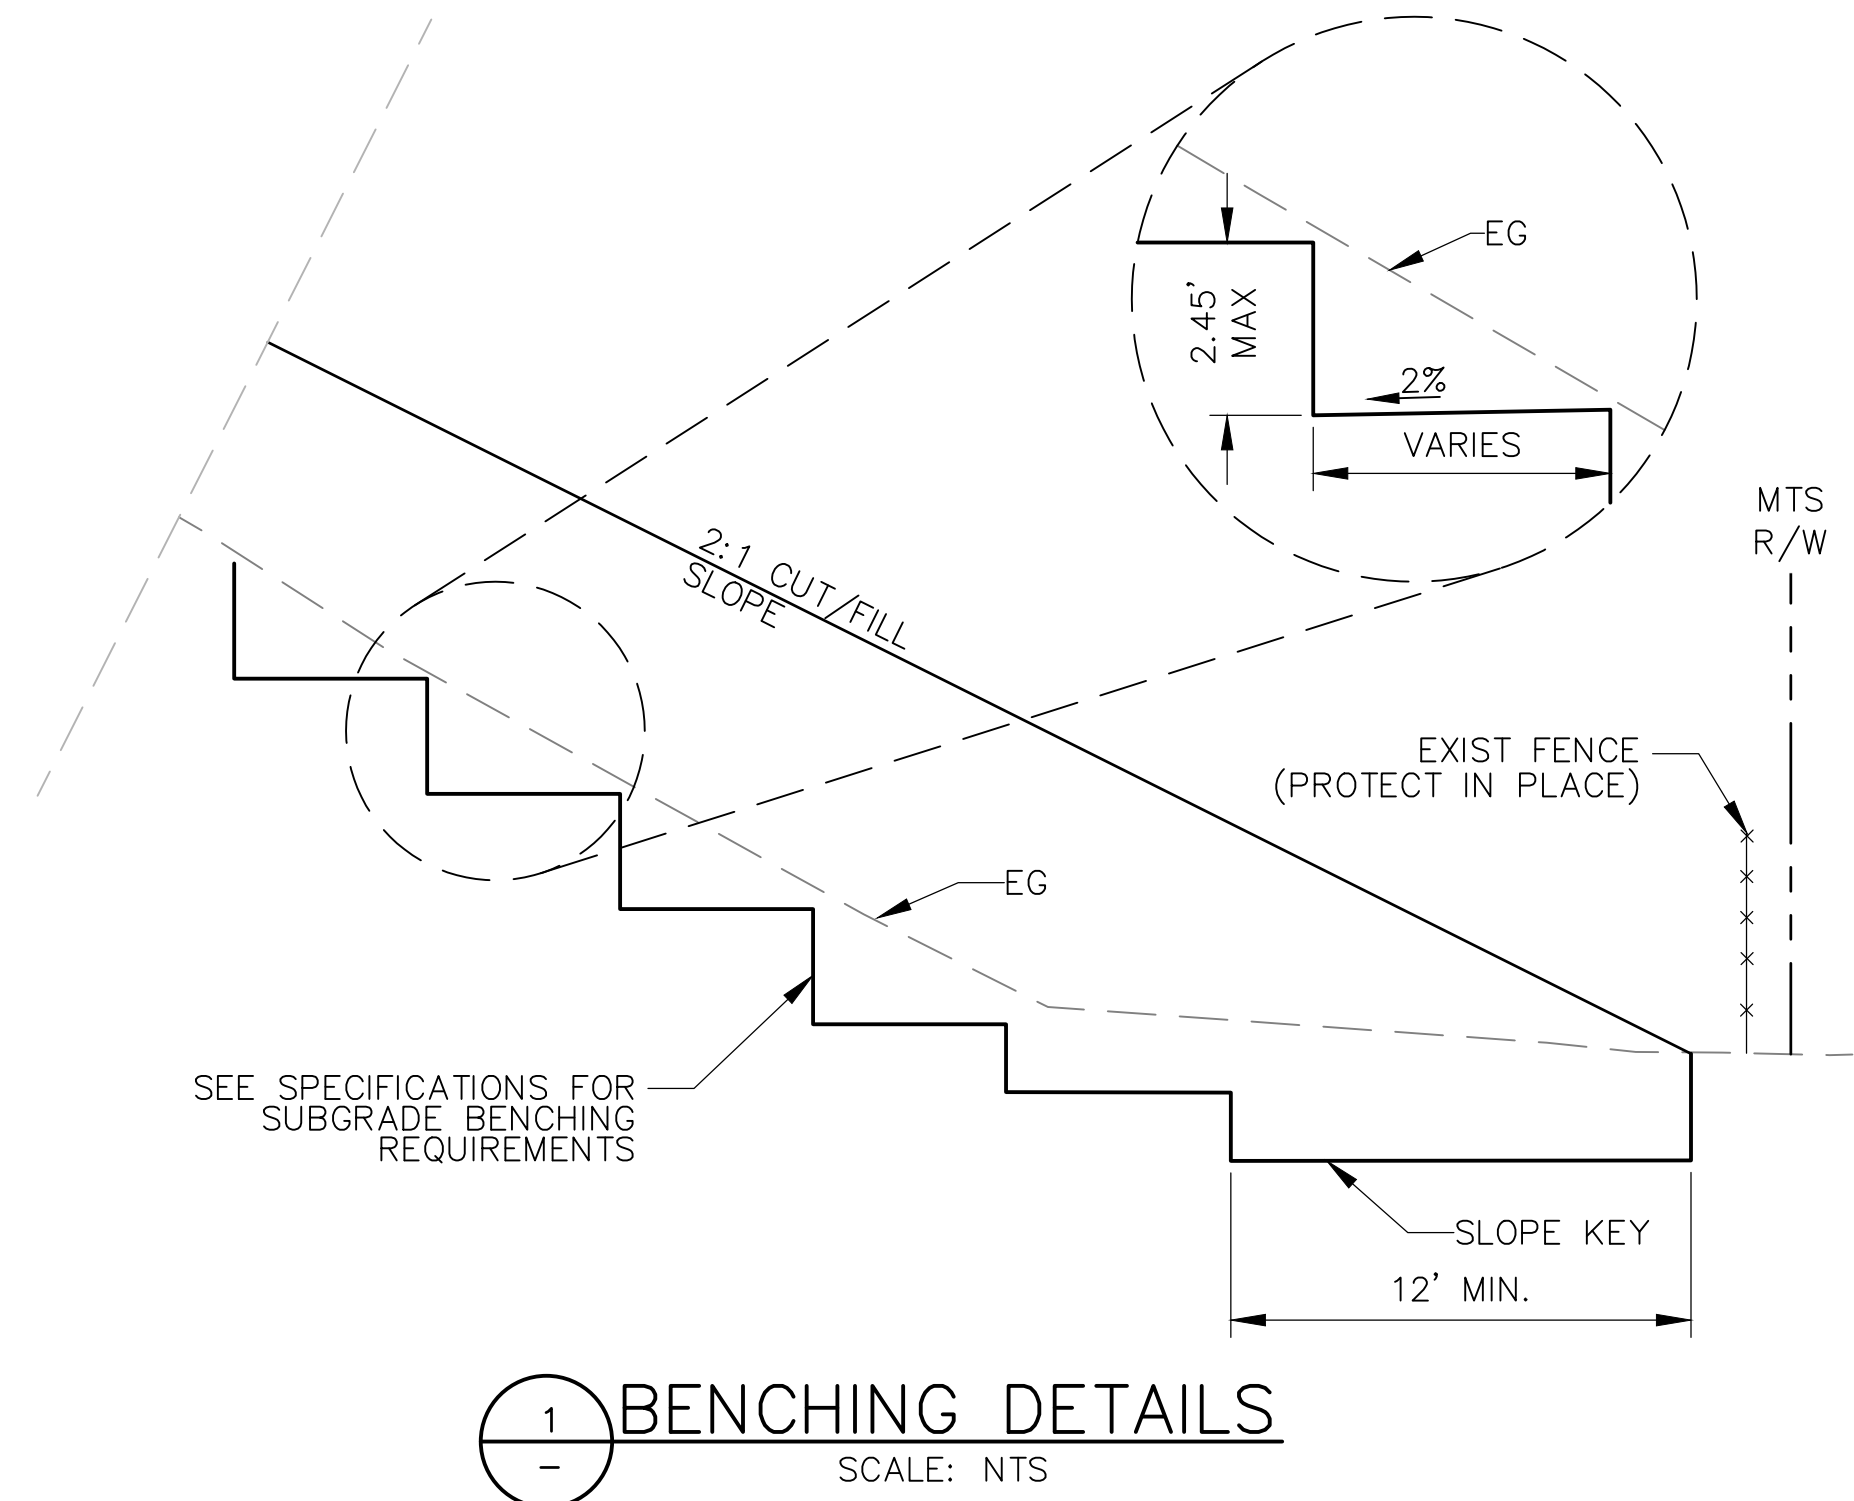 EG
2.45'
MAX
2%
VARIES
MTS
R/W
2:1 CUT/FILL
SLOPE
EXIST FENCE
(PROTECT IN PLACE)
EG
SEE SPECIFICATIONS FOR
SUBGRADE BENCHING
REQUIREMENTS
SLOPE KEY
12' MIN.
1
–
BENCHING DETAILS
SCALE: NTS